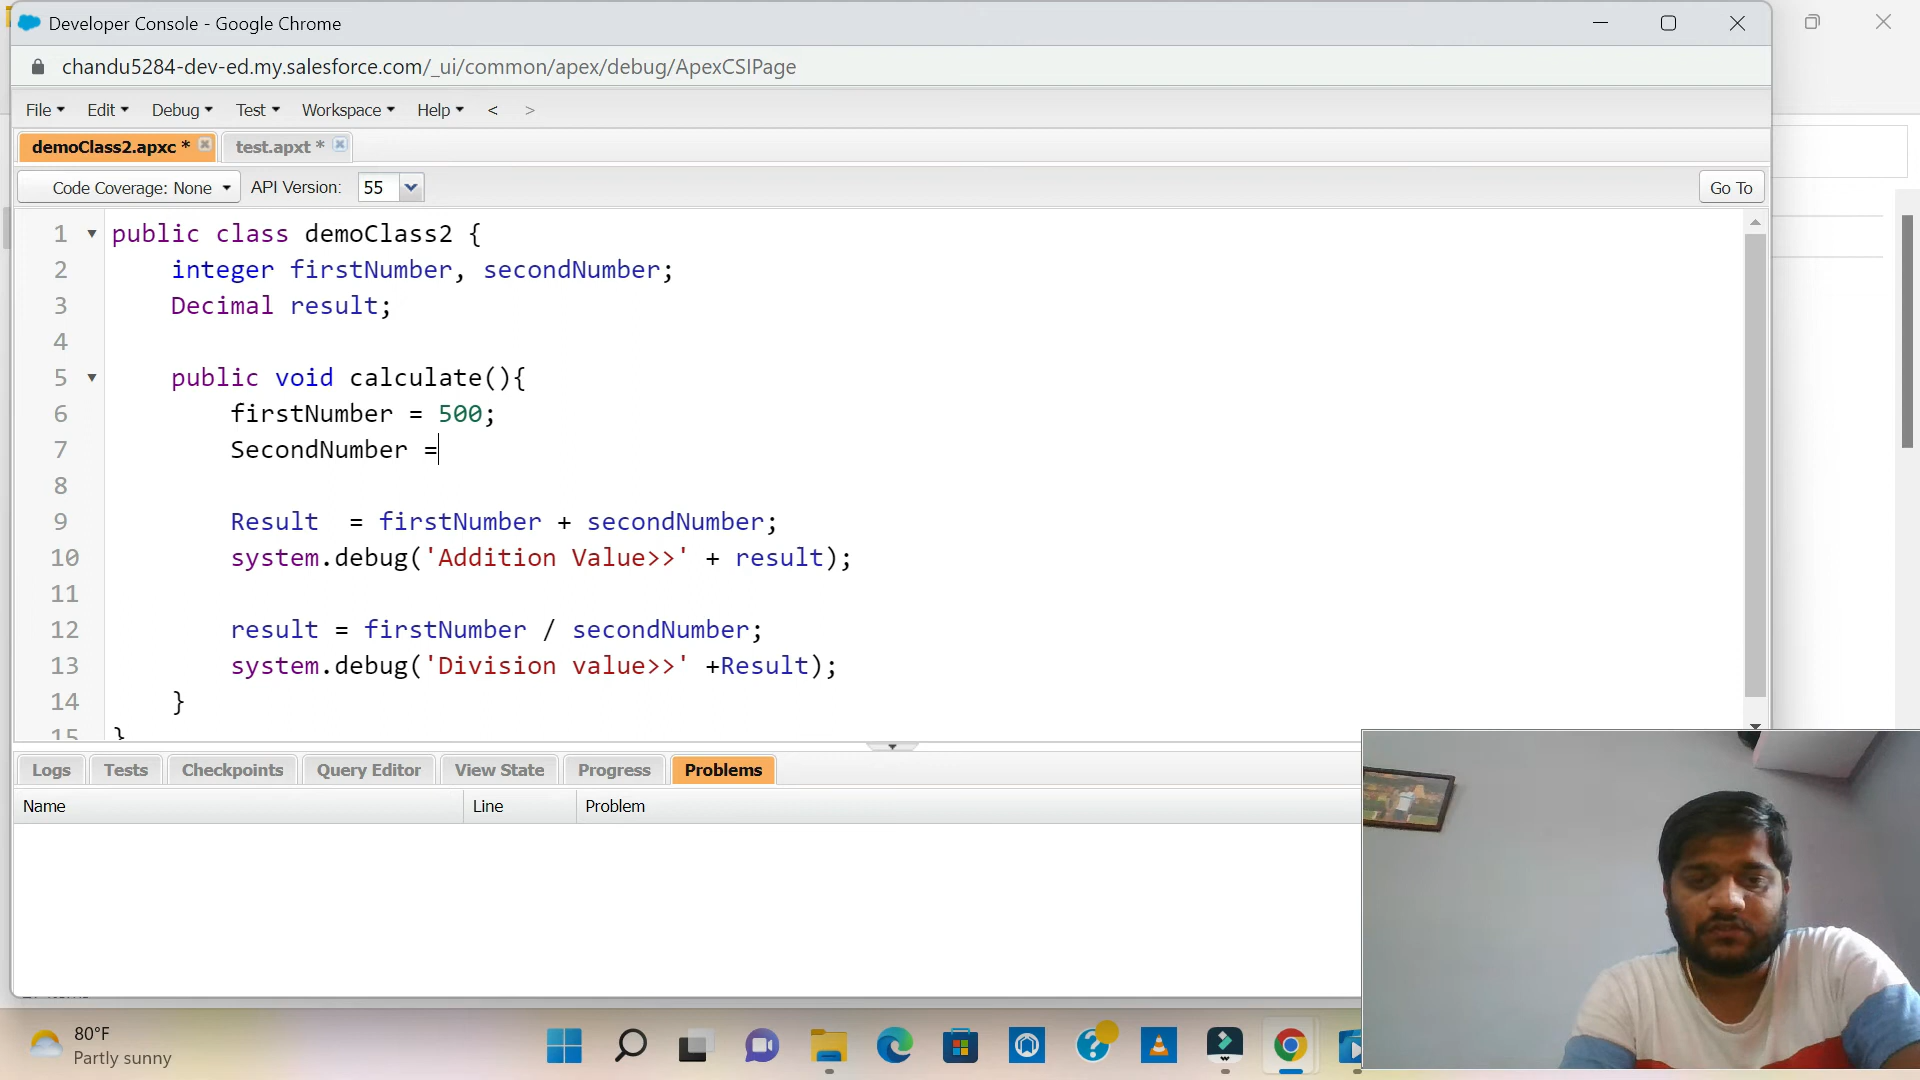 Developer Console - Google Chrome
chandu5284-dev-ed.my.salesforce.com/_ui/common/apex/debug/ApexCSIPage
File Edit Debug Test Workspace Help < >
demoClass2.apxc * test.apxt *
Code Coverage: None API Version: 55 Go To
1 public class demoClass2 {
2 integer firstNumber, secondNumber;
3 Decimal result;
4
5 public void calculate(){
6 firstNumber = 500;
7 SecondNumber =
8
9 Result = firstNumber + secondNumber;
10 system.debug('Addition Value>>' + result);
11
12 result = firstNumber / secondNumber;
13 system.debug('Division value>>' +Result);
14 }
15 }
Logs Tests Checkpoints Query Editor View State Progress Problems
Name Line Problem
80°F
Partly sunny